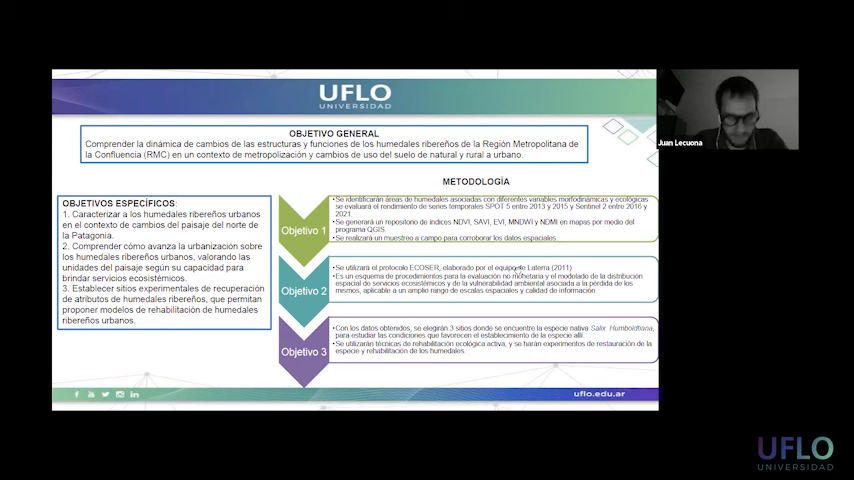 UFLO
UNIVERSIDAD
OBJETIVO GENERAL
Comprender la dinámica de cambios de las estructuras y funciones de los humedales ribereños de la Región Metropolitana de
la Confluencia (RMC) en un contexto de metropolización y cambios de uso del suelo de natural y rural a urbano.
Juan Lecuona
OBJETIVOS ESPECÍFICOS:
1. Caracterizar a los humedales ribereños urbanos
en el contexto de cambios del paisaje del norte de
la Patagonia.
2. Comprender cómo avanza la urbanización sobre
los humedales ribereños urbanos, valorando las
unidades del paisaje según su capacidad para
brindar servicios ecosistémicos.
3. Establecer sitios experimentales de recuperación
de atributos de humedales ribereños, que permitan
proponer modelos de rehabilitación de humedales
ribereños urbanos.
METODOLOGÍA
Objetivo 1
•Se identificarán áreas de humedales asociadas con diferentes variables morfodinámicas y ecológicas
se evaluará el rendimiento de series temporales SPOT 5 entre 2013 y 2015 y Sentinel 2 entre 2016 y
2021.
•Se generará un repositorio de índices NDVI, SAVI, EVI, MNDWI y NDMI en mapas por medio del
programa QGIS.
•Se realizará un muestreo a campo para corroborar los datos espaciales.
Objetivo 2
•Se utilizará el protocolo ECOSER, elaborado por el equipo de Laterra (2011)
•Es un esquema de procedimientos para la evaluación no monetaria y el modelado de la distribución
espacial de servicios ecosistémicos y de la vulnerabilidad ambiental asociada a la pérdida de los
mismos, aplicable a un amplio rango de escalas espaciales y calidad de información.
Objetivo 3
•Con los datos obtenidos, se elegirán 3 sitios donde se encuentre la especie nativa Salix. Humboldtiana,
para estudiar las condiciones que favorecen el establecimiento de la especie allí.
•Se utilizarán técnicas de rehabilitación ecológica activa, y se harán experimentos de restauración de la
especie y rehabilitación de los humedales.
uflo.edu.ar
UFLO
UNIVERSIDAD